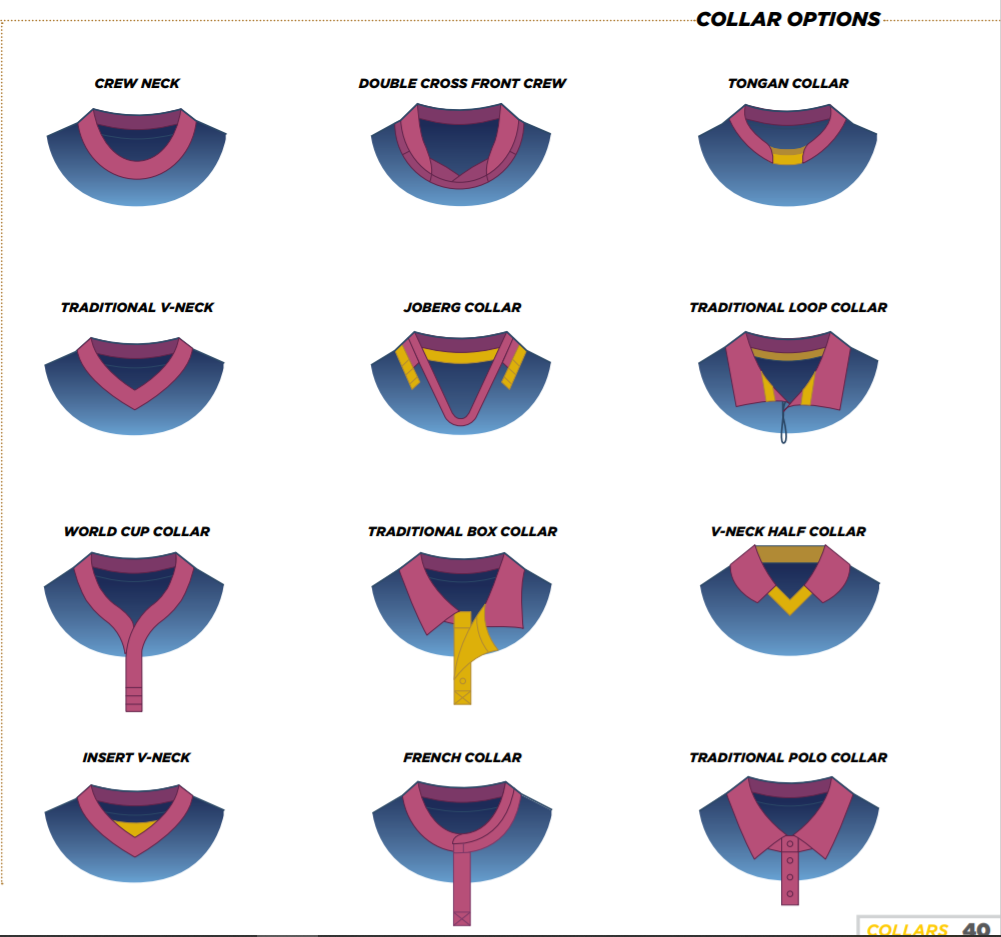 COLLAR OPTIONS
CREW NECK
DOUBLE CROSS FRONT CREW
TONGAN COLLAR
TRADITIONAL V-NECK
JOBERG COLLAR
TRADITIONAL LOOP COLLAR
WORLD CUP COLLAR
TRADITIONAL BOX COLLAR
V-NECK HALF COLLAR
INSERT V-NECK
FRENCH COLLAR
TRADITIONAL POLO COLLAR
COLLARS 40